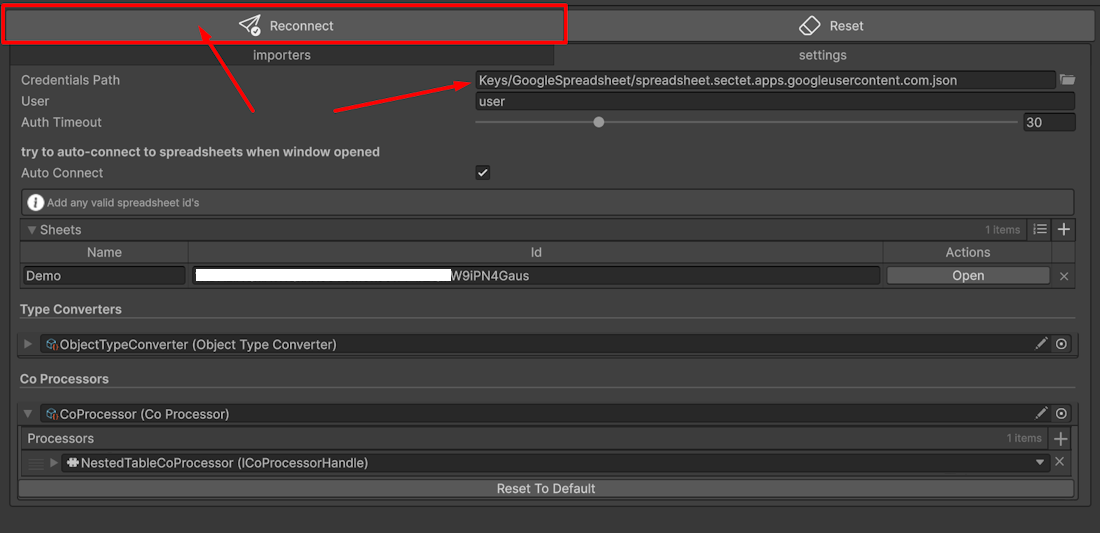 Reconnect Reset
importers settings
Credentials Path Keys/GoogleSpreadsheet/spreadsheet.sectet.apps.googleusercontent.com.json
User user
Auth Timeout 30
try to auto-connect to spreadsheets when window opened
Auto Connect
Add any valid spreadsheet id's
Sheets 1 items
Name Id Actions
Demo W9iPN4Gaus Open
Type Converters
ObjectTypeConverter (Object Type Converter)
Co Processors
CoProcessor (Co Processor)
Processors 1 items
NestedTableCoProcessor (ICoProcessorHandle)
Reset To Default